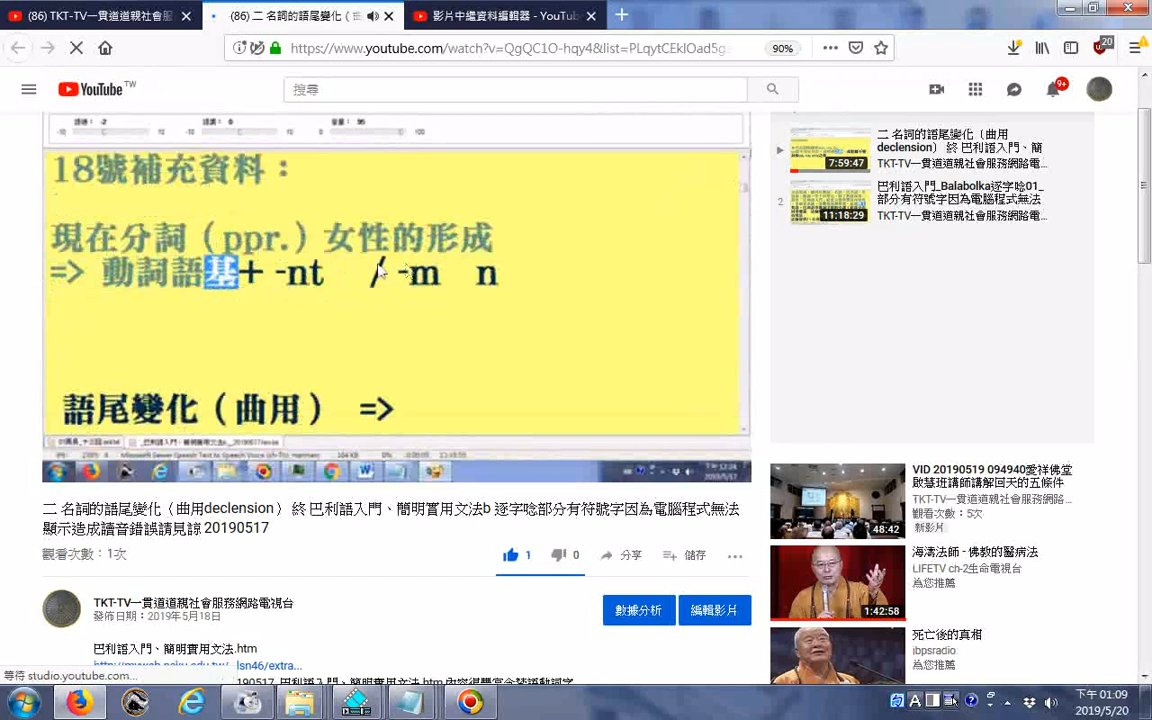 (86) TKT-TV一貫道道親社會服
(86) 二 名詞的語尾變化（曲
影片中繼資料編輯器 - YouTub
https://www.youtube.com/watch?v=QgQC1O-hqy4&list=PLqytCEklOad5g
90%
20
YouTube TW
搜尋
9+
18號補充資料：
現在分詞（ppr.）女性的形成
=> 動詞語基+ -nt / -m n
語尾變化（曲用） =>
二 名詞的語尾變化（曲用
declension） 終 巴利語入門、簡
TKT-TV一貫道道親社會服務網路電...
7:59:47
2
巴利語入門_Balabolka逐字唸01_
部分有符號字因為電腦程式無法
TKT-TV一貫道道親社會服務網路電...
11:18:29
二 名詞的語尾變化（曲用declension） 終 巴利語入門、簡明實用文法b 逐字唸部分有符號字因為電腦程式無法
顯示造成讀音錯誤請見諒 20190517
觀看次數：1次
1
0
分享
儲存
TKT-TV一貫道道親社會服務網路電視台
發佈日期：2019年5月18日
數據分析
編輯影片
巴利語入門、簡明實用文法.htm
VID 20190519 094940愛祥佛堂
啟慧班講師講解回天的五條件
TKT-TV一貫道道親社會服務網路...
觀看次數：5次
新影片
48:42
海濤法師 - 佛教的醫病法
LIFETV ch-2生命電視台
為您推薦
1:42:58
死亡後的真相
ibpsradio.
為您推薦
等待 studio.youtube.com...
下午 01:09
2019/5/20